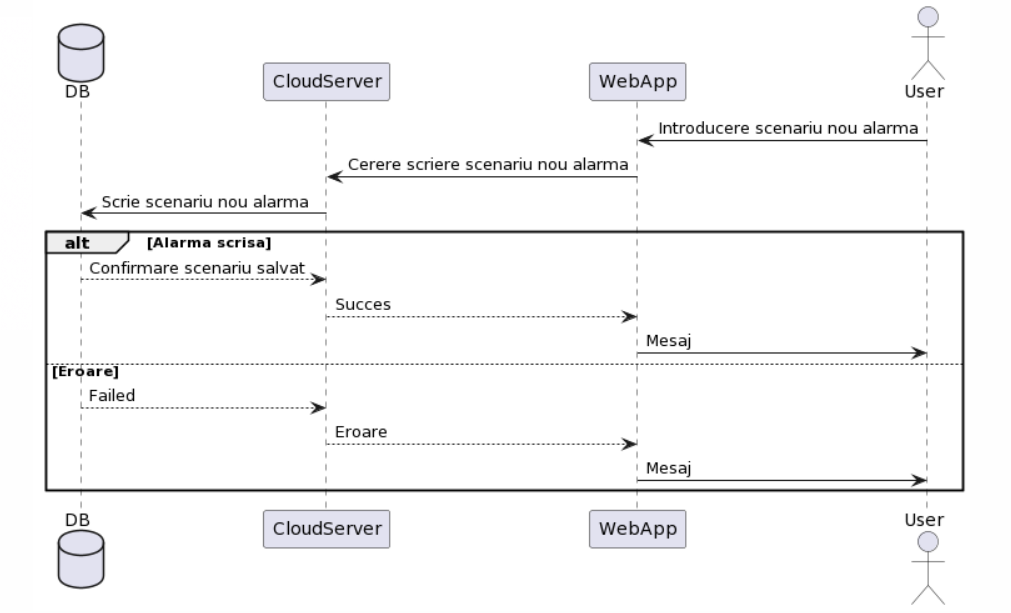 DB
CloudServer
WebApp
User
Introducere scenariu nou alarma
Cerere scriere scenariu nou alarma
Scrie scenariu nou alarma
alt [Alarma scrisa]
Confirmare scenariu salvat
Succes
Mesaj
[Eroare]
Failed
Eroare
Mesaj
DB
CloudServer
WebApp
User